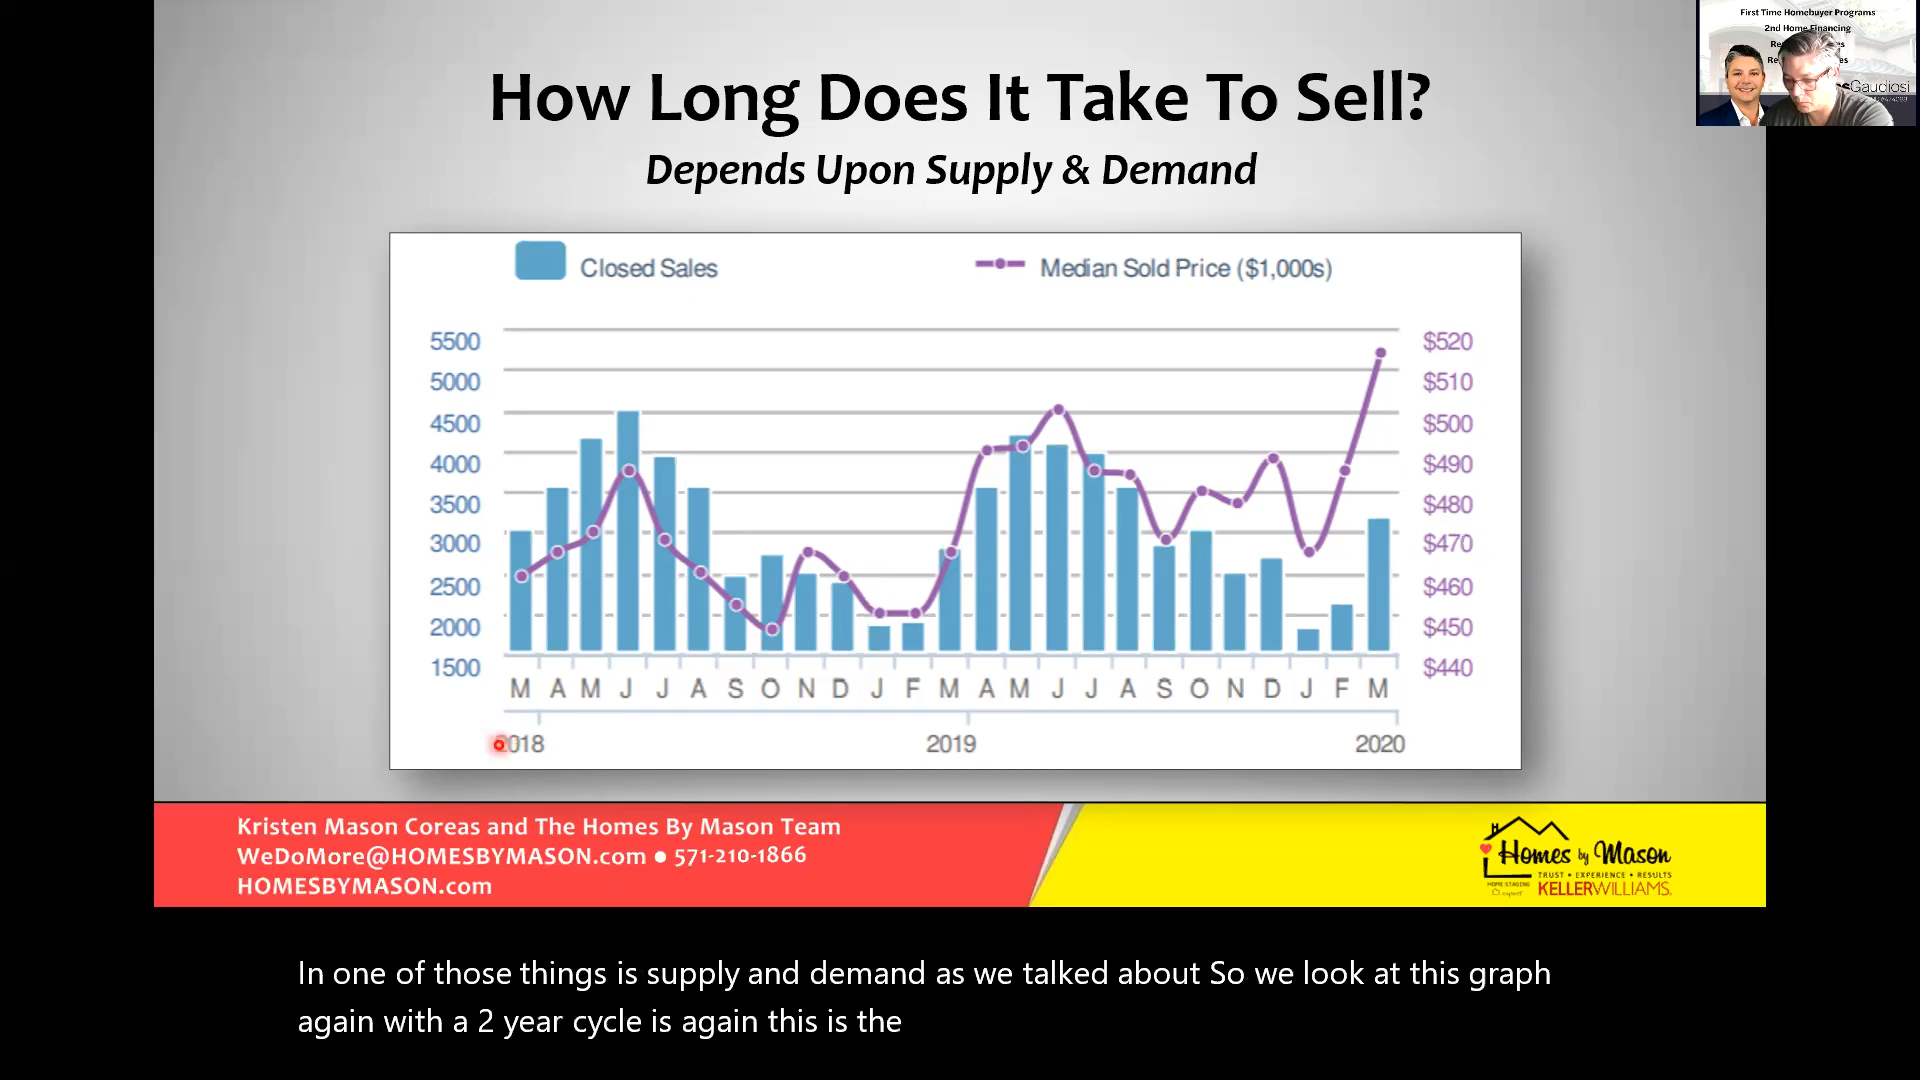 First Time Homebuyer Programs
2nd Home Financing
Gaudiosi
How Long Does It Take To Sell?
Depends Upon Supply & Demand
Closed Sales
Median Sold Price ($1,000s)
5500 $520
5000 $510
4500 $500
4000 $490
3500 $480
3000 $470
2500 $460
2000 $450
1500 $440
M A M J J A S O N D J F M A M J J A S O N D J F M
2018 2019 2020
Kristen Mason Coreas and The Homes By Mason Team
WeDoMore@HOMESBYMASON.com ● 571-210-1866
HOMESBYMASON.com
Homes by Mason
TRUST • EXPERIENCE • RESULTS
HOME STAGING
KELLERWILLIAMS.
In one of those things is supply and demand as we talked about So we look at this graph
again with a 2 year cycle is again this is the